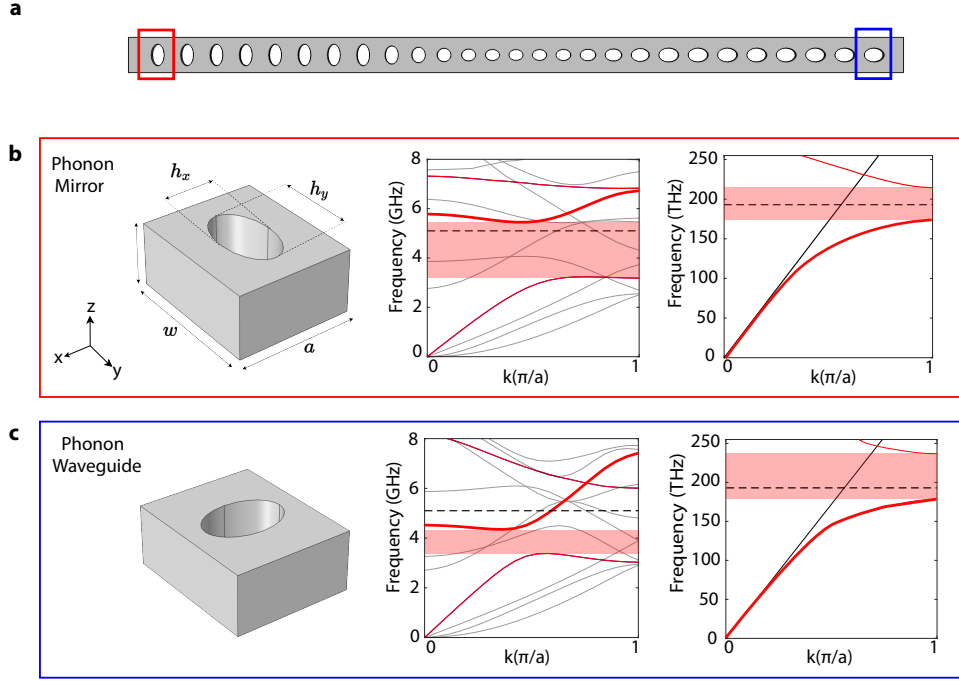 a
b
Phonon
Mirror
hx
hy
w
a
z
x
y
8
6
4
2
0
Frequency (GHz)
0
1
k(π/a)
250
200
150
100
50
0
Frequency (THz)
0
1
k(π/a)
c
Phonon
Waveguide
8
6
4
2
0
Frequency (GHz)
0
1
k(π/a)
250
200
150
100
50
0
Frequency (THz)
0
1
k(π/a)